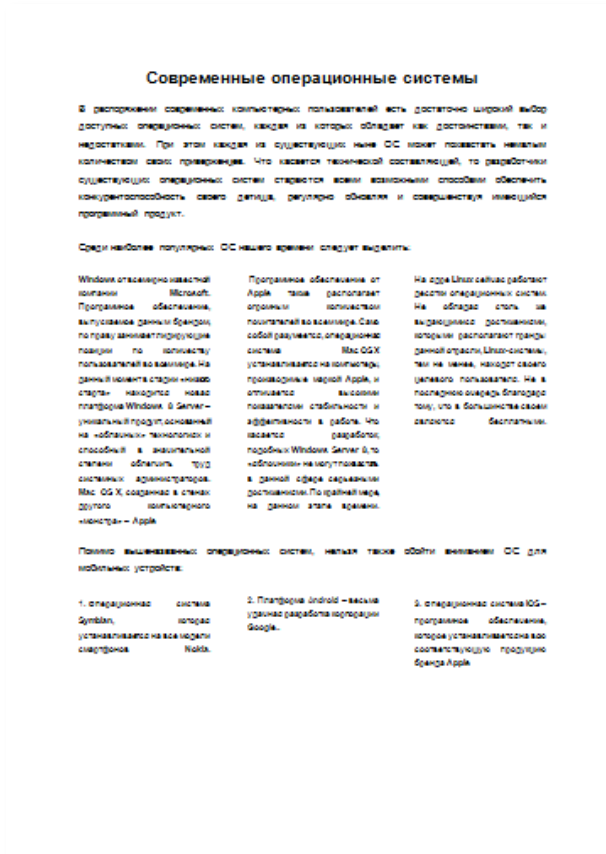 Современные операционные системы
В распоряжении современных компьютерных пользователей есть достаточно широкий выбор
доступных операционных систем, каждая из которых обладает как достоинствами, так и
недостатками. При этом каждая из существующих ныне ОС может похвастать немалым
количеством своих приверженцев. Что касается технической составляющей, то разработчики
существующих операционных систем стараются всеми возможными способами обеспечить
конкурентоспособность своего детища, регулярно обновляя и совершенствуя имеющийся
программный продукт.
Среди наиболее популярных ОС нашего времени следует выделить:
Windows от всемирно известной
компании Microsoft.
Программное обеспечение,
выпускаемое данным брендом,
по праву занимает лидирующие
позиции по количеству
пользователей во всем мире. На
данный момент в стадии «низкого
старта» находится новая
платформа Windows 8 Server –
уникальный продукт, основанный
на «облачных» технологиях и
способный в значительной
степени облегчить труд
системных администраторов.
Mac OS X, созданная в стенах
другого компьютерного
«монстра» – Apple
Программное обеспечение от
Apple также располагает
огромным количеством
почитателей во всем мире. Само
собой разумеется, операционная
система Mac OS X
устанавливается на компьютеры,
производимые маркой Apple, и
отличается высокими
показателями стабильности и
эффективности в работе. Что
касается разработок,
подобных Windows Server 8, то
«яблочники» не могут похвастать
в данной сфере серьезными
достижениями. По крайней мере,
на данном этапе времени.
На ядре Linux сейчас работают
десятки операционных систем.
Не обладая столь же
выдающимися достижениями,
которыми располагают гранды
данной отрасли, Linux-системы,
тем не менее, находят своего
целевого пользователя. Не в
последнюю очередь благодаря
тому, что в большинстве своем
являются бесплатными.
Помимо вышеназванных операционных систем, нельзя также обойти вниманием ОС для
мобильных устройств:
1. Операционная система
Symbian, которая
устанавливается на все модели
смартфонов Nokia.
2. Платформа Android – весьма
удачная разработка корпорации
Google.
3. Операционная система iOS –
программное обеспечение,
которое устанавливается на всю
соответствующую продукцию
бренда Apple